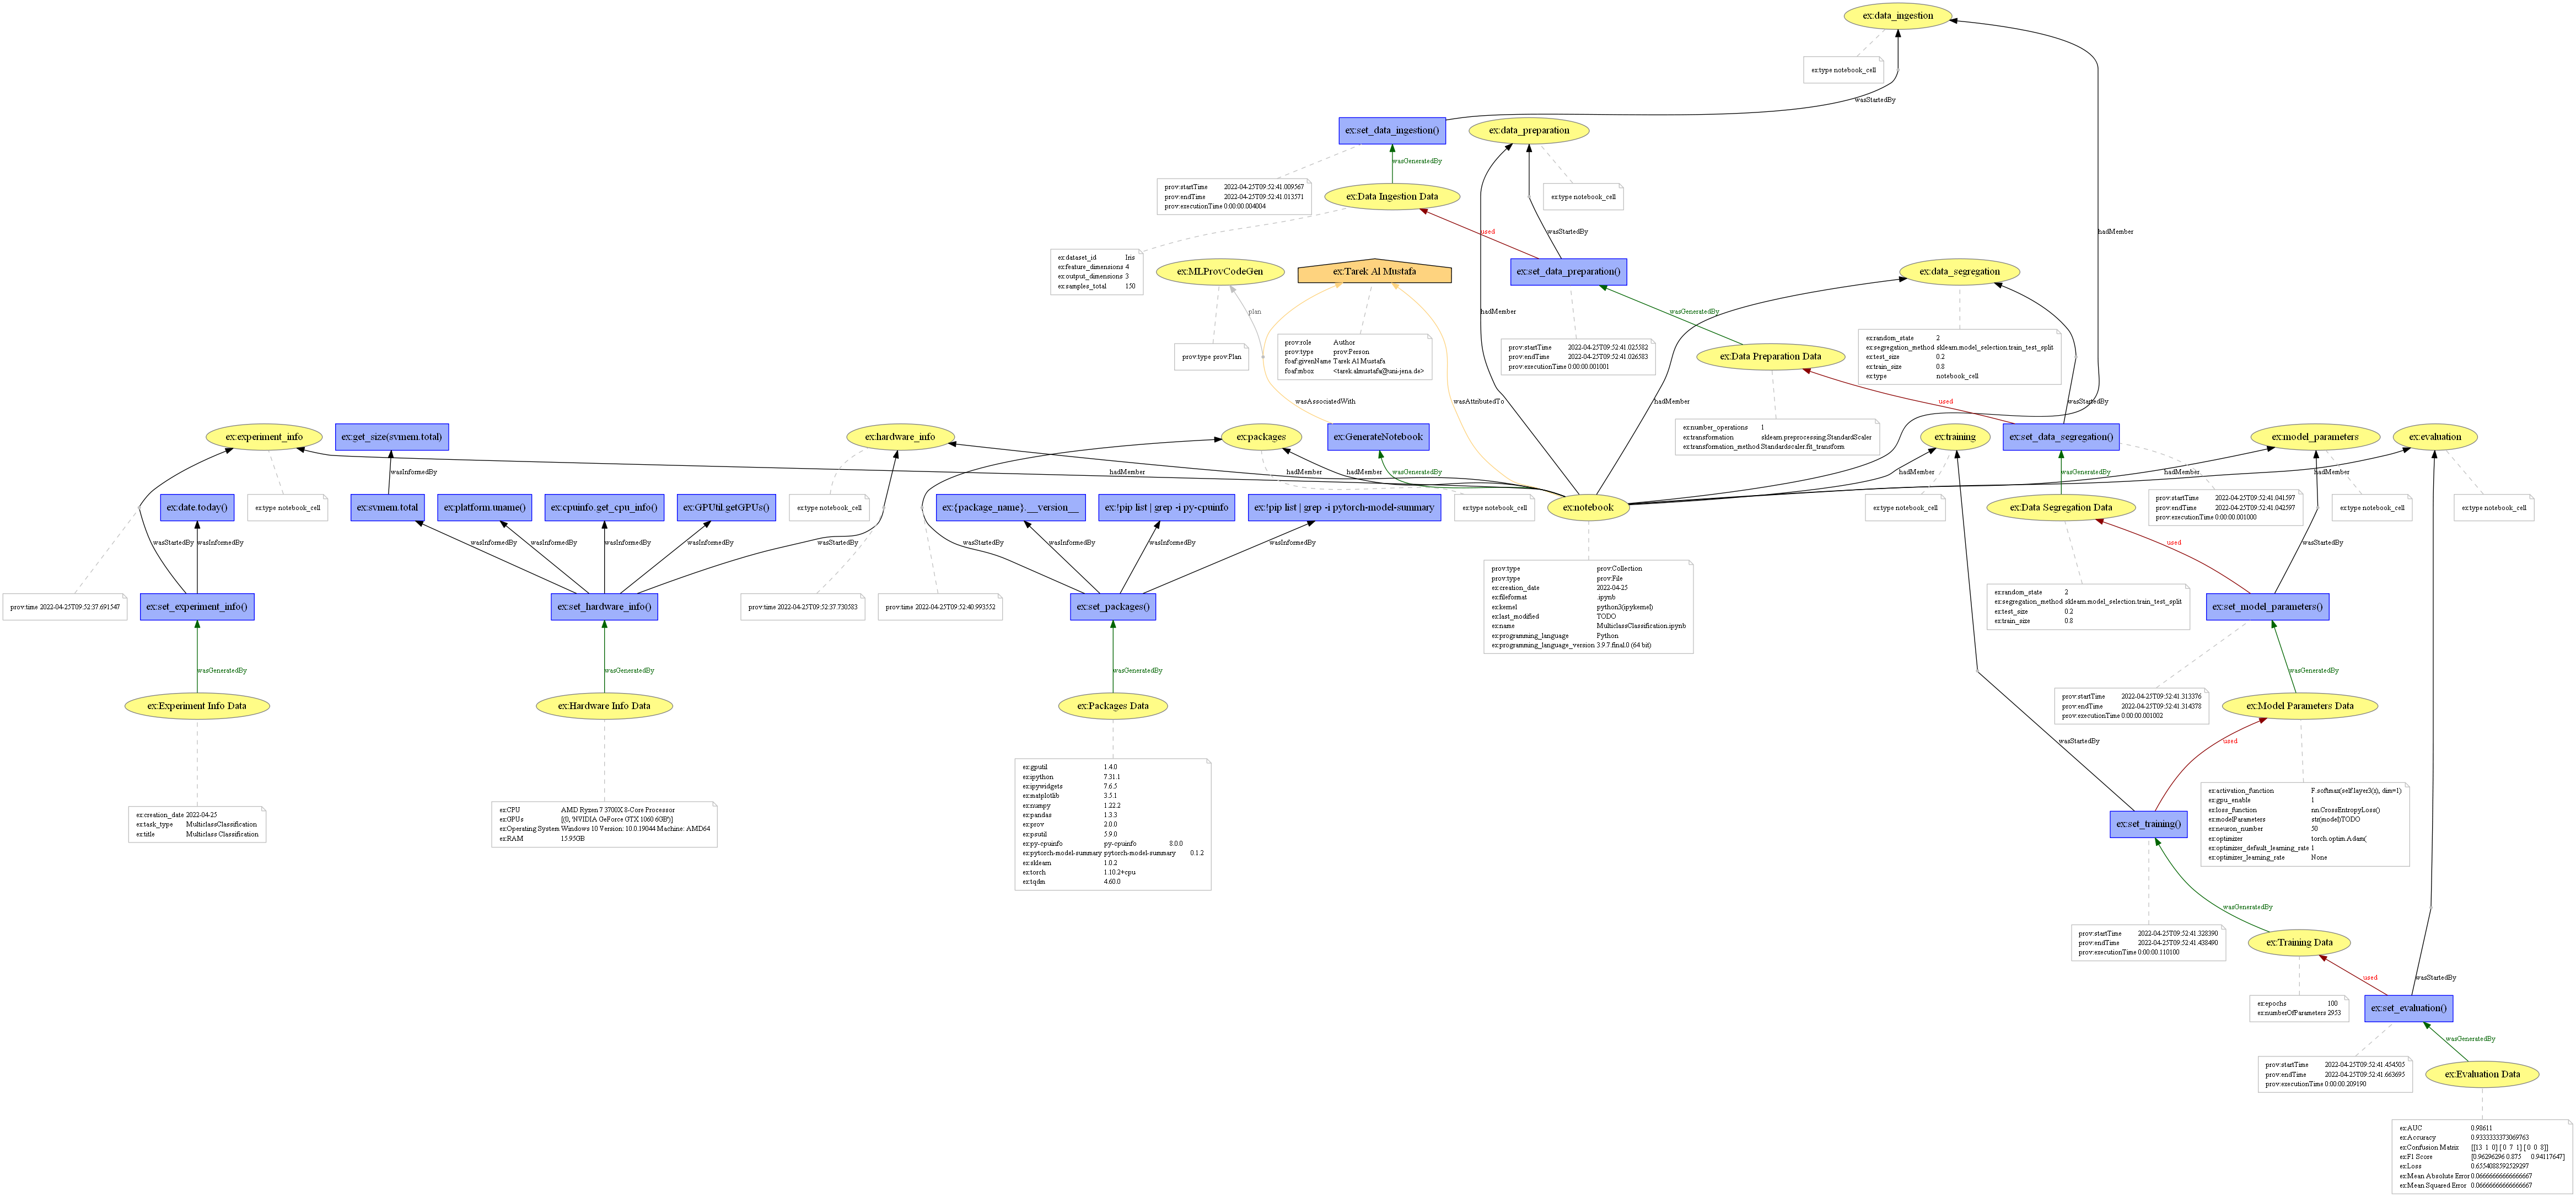 ex:data_ingestion
ex:type notebook_cell
wasStartedBy
ex:set_data_ingestion()
ex:data_preparation
wasGeneratedBy
prov:startTime 2022-04-25T09:52:41.009567
prov:endTime 2022-04-25T09:52:41.013571
prov:executionTime 0:00:00.004004
ex:Data Ingestion Data
ex:type notebook_cell
used
wasStartedBy
hadMember
ex:dataset_id Iris
ex:feature_dimensions 4
ex:output_dimensions 3
ex:samples_total 150
ex:MLProvCodeGen
ex:Tarek Al Mustafa
ex:set_data_preparation()
ex:data_segregation
plan
hadMember
wasGeneratedBy
prov:type prov:Plan
prov:role Author
prov:type prov:Person
foaf:givenName Tarek Al Mustafa
foaf:mbox <tarek.almustafa@uni-jena.de>
prov:startTime 2022-04-25T09:52:41.025582
prov:endTime 2022-04-25T09:52:41.026583
prov:executionTime 0:00:00.001001
ex:Data Preparation Data
ex:random_state 2
ex:segregation_method sklearn.model_selection.train_test_split
ex:test_size 0.2
ex:train_size 0.8
ex:type notebook_cell
wasAssociatedWith
wasAttributedTo
hadMember
used
wasStartedBy
ex:number_operations 1
ex:transformation sklearn.preprocessing.StandardScaler
ex:transformation_method Standardscaler.fit_transform
ex:experiment_info
ex:get_size(svmem.total)
ex:hardware_info
ex:packages
ex:GenerateNotebook
ex:training
ex:set_data_segregation()
ex:model_parameters
ex:evaluation
wasInformedBy
hadMember
hadMember
hadMember
wasGeneratedBy
hadMember
wasGeneratedBy
hadMember
hadMember
ex:date.today()
ex:type notebook_cell
ex:svmem.total
ex:platform.uname()
ex:cpuinfo.get_cpu_info()
ex:GPUtil.getGPUs()
ex:type notebook_cell
ex:{package_name}.__version__
ex:!pip list | grep -i py-cpuinfo
ex:!pip list | grep -i pytorch-model-summary
ex:type notebook_cell
ex:notebook
ex:type notebook_cell
ex:Data Segregation Data
prov:startTime 2022-04-25T09:52:41.041597
prov:endTime 2022-04-25T09:52:41.042597
prov:executionTime 0:00:00.001000
ex:type notebook_cell
ex:type notebook_cell
wasStartedBy
wasInformedBy
wasInformedBy
wasInformedBy
wasInformedBy
wasInformedBy
wasStartedBy
wasStartedBy
wasInformedBy
wasInformedBy
wasInformedBy
used
wasStartedBy
prov:time 2022-04-25T09:52:37.691547
ex:set_experiment_info()
ex:set_hardware_info()
prov:time 2022-04-25T09:52:37.730583
prov:time 2022-04-25T09:52:40.993552
ex:set_packages()
prov:type prov:Collection
prov:type prov:File
ex:creation_date 2022-04-25
ex:fileformat .ipynb
ex:kernel python3(ipykernel)
ex:last_modified TODO
ex:name MulticlassClassification.ipynb
ex:programming_language Python
ex:programming_language_version 3.9.7.final.0 (64 bit)
ex:random_state 2
ex:segregation_method sklearn.model_selection.train_test_split
ex:test_size 0.2
ex:train_size 0.8
ex:set_model_parameters()
wasGeneratedBy
wasGeneratedBy
wasGeneratedBy
wasGeneratedBy
ex:Experiment Info Data
ex:Hardware Info Data
ex:Packages Data
prov:startTime 2022-04-25T09:52:41.313376
prov:endTime 2022-04-25T09:52:41.314378
prov:executionTime 0:00:00.001002
ex:Model Parameters Data
wasStartedBy
used
ex:creation_date 2022-04-25
ex:task_type MulticlassClassification
ex:title Multiclass Classification
ex:CPU AMD Ryzen 7 3700X 8-Core Processor
ex:GPUs [(0, 'NVIDIA GeForce GTX 1060 6GB')]
ex:Operating System Windows 10 Version: 10.0.19044 Machine: AMD64
ex:RAM 15.95GB
ex:gputil 1.4.0
ex:ipython 7.31.1
ex:ipywidgets 7.6.5
ex:matplotlib 3.5.1
ex:numpy 1.22.2
ex:pandas 1.3.3
ex:prov 2.0.0
ex:psutil 5.9.0
ex:py-cpuinfo py-cpuinfo 8.0.0
ex:pytorch-model-summary pytorch-model-summary 0.1.2
ex:sklearn 1.0.2
ex:torch 1.10.2+cpu
ex:tqdm 4.60.0
ex:set_training()
ex:activation_function F.softmax(self.layer3(x), dim=1)
ex:gpu_enable 1
ex:loss_function nn.CrossEntropyLoss()
ex:modelParameters str(model)TODO
ex:neuron_number 50
ex:optimizer torch.optim.Adam(
ex:optimizer_default_learning_rate 1
ex:optimizer_learning_rate None
wasGeneratedBy
prov:startTime 2022-04-25T09:52:41.328390
prov:endTime 2022-04-25T09:52:41.438490
prov:executionTime 0:00:00.110100
ex:Training Data
used
wasStartedBy
ex:epochs 100
ex:numberOfParameters 2953
ex:set_evaluation()
wasGeneratedBy
prov:startTime 2022-04-25T09:52:41.454505
prov:endTime 2022-04-25T09:52:41.663695
prov:executionTime 0:00:00.209190
ex:Evaluation Data
ex:AUC 0.98611
ex:Accuracy 0.9333333373069763
ex:Confusion Matrix [[13 1 0] [ 0 7 1] [ 0 0 8]]
ex:F1 Score [0.96296296 0.875 0.94117647]
ex:Loss 0.6554088592529297
ex:Mean Absolute Error 0.06666666666666667
ex:Mean Squared Error 0.06666666666666667